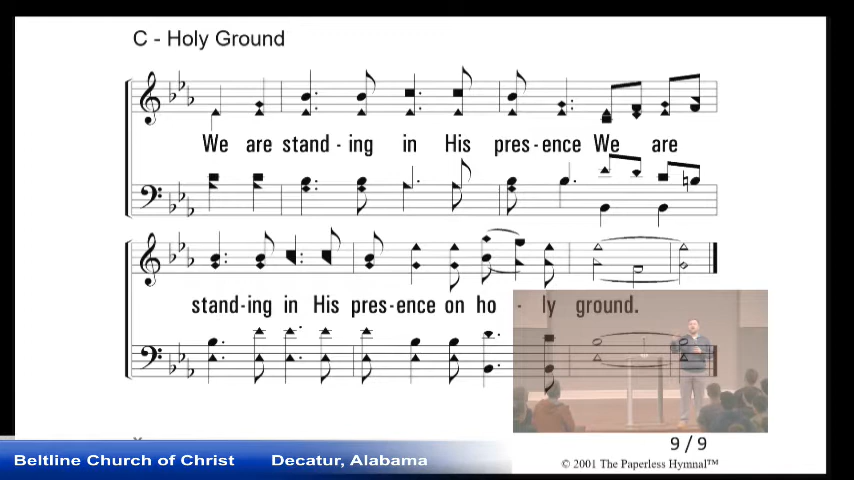 C - Holy Ground
We are stand - ing in His pres - ence We are
stand-ing in His pres-ence on ho - ly ground.
9 / 9
© 2001 The Paperless Hymnal™
Beltline Church of Christ Decatur, Alabama